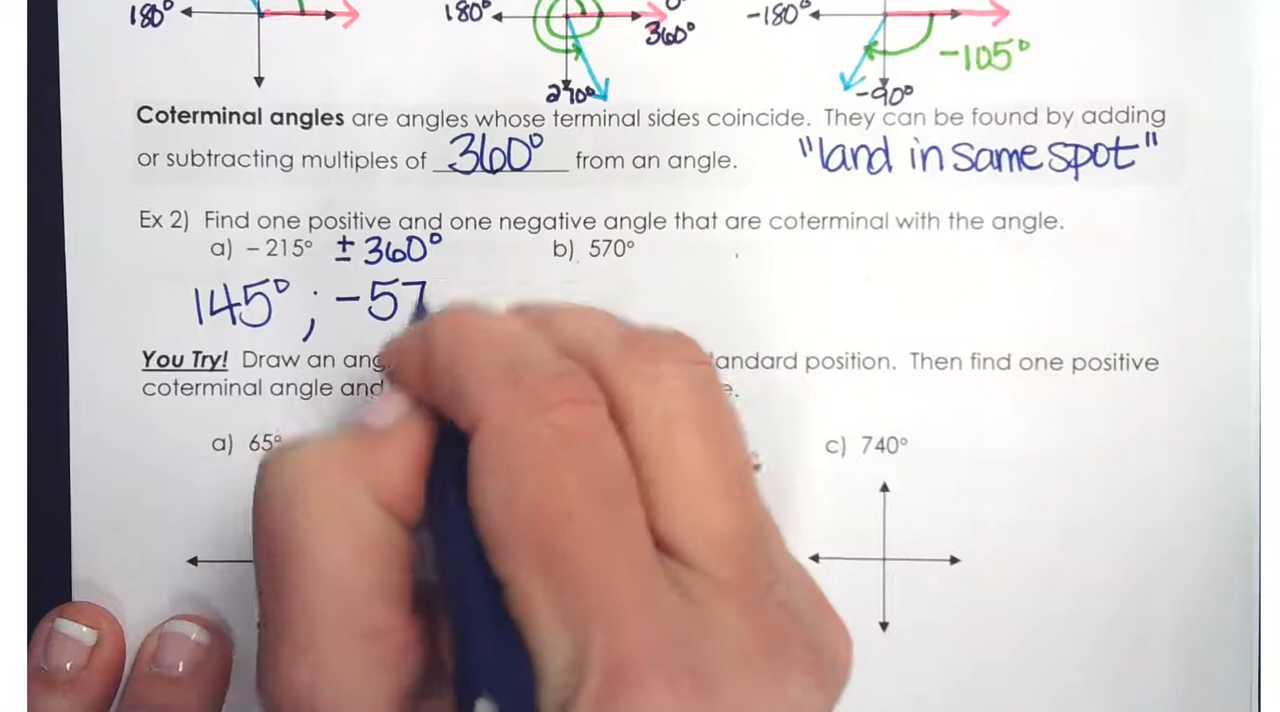 180° 180° 0° -180°
360° -105°
270° -90°
Coterminal angles are angles whose terminal sides coincide. They can be found by adding
or subtracting multiples of 360° from an angle. "land in same spot"
Ex 2) Find one positive and one negative angle that are coterminal with the angle.
a) -215° ± 360° b) 570°
145° ; -57
You Try! Draw an ang andard position. Then find one positive
coterminal angle and e.
a) 65° c) 740°